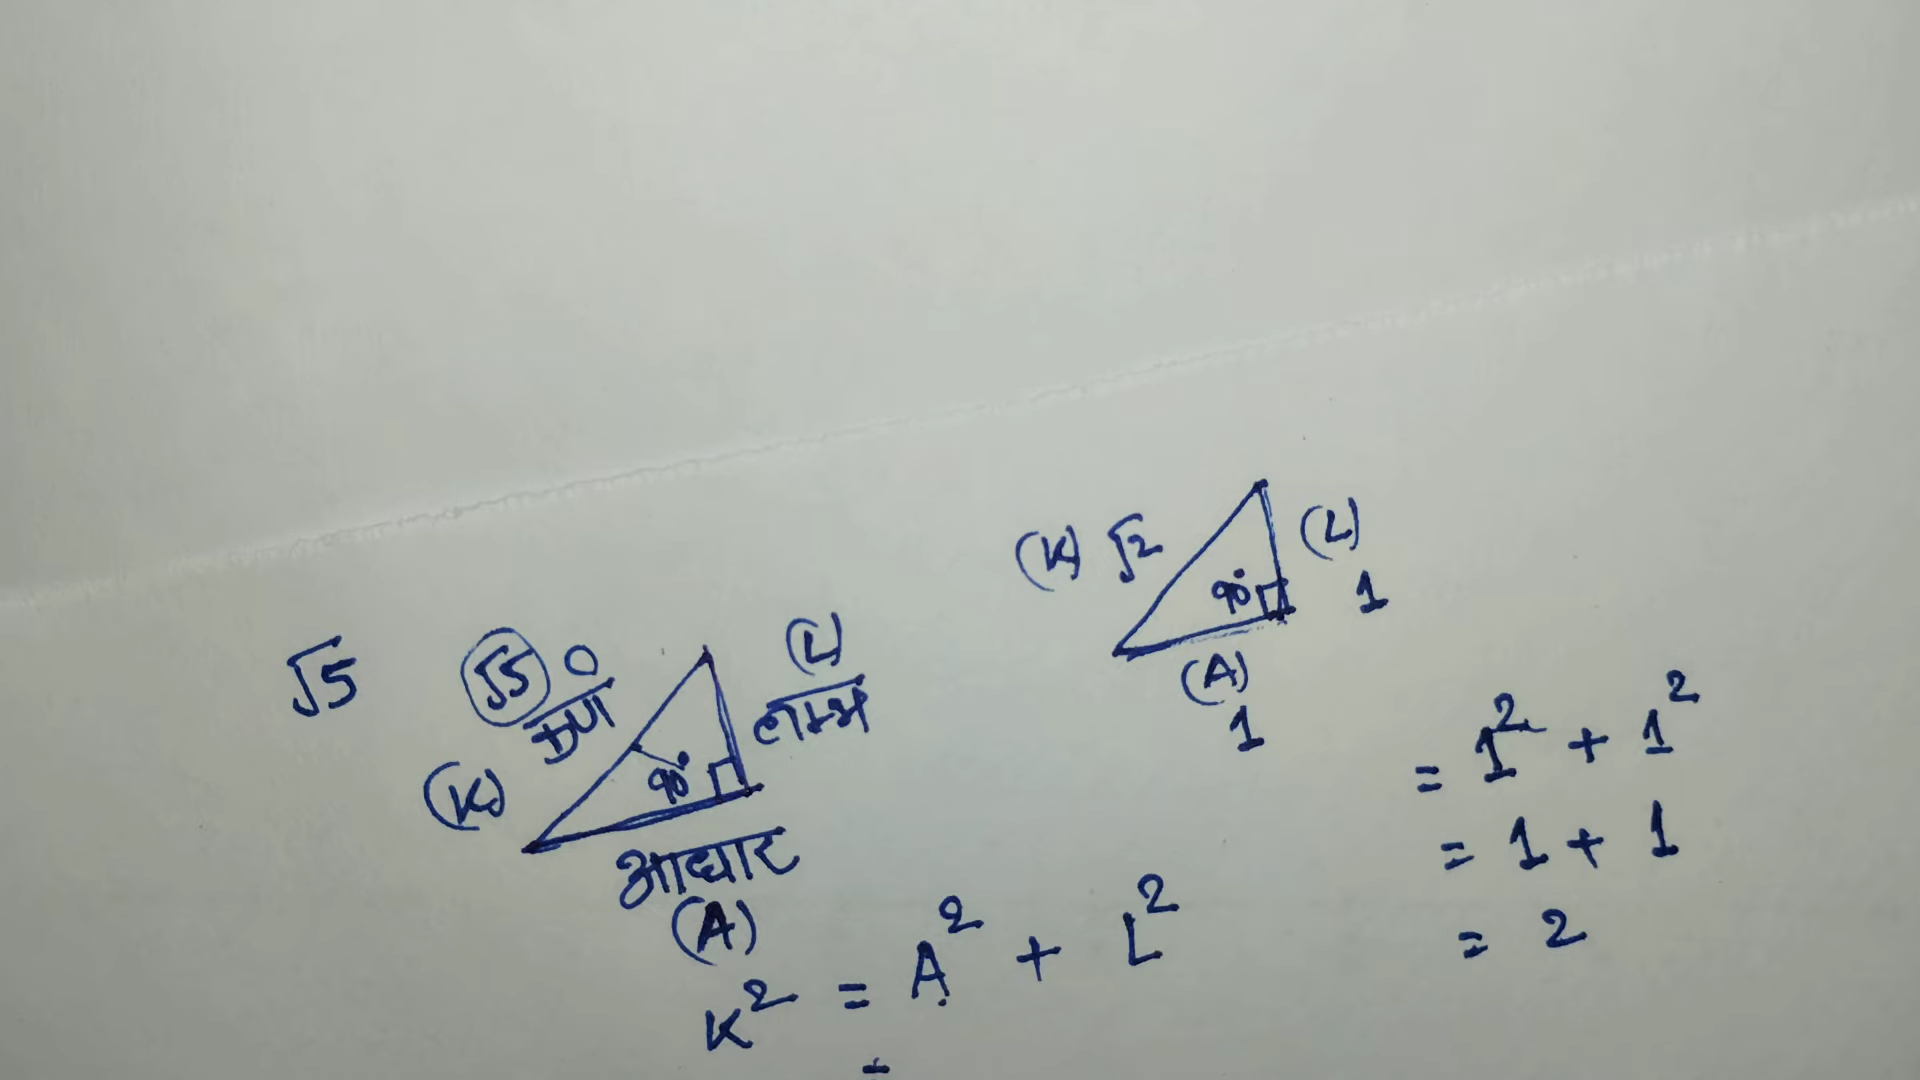 (K) √2 (L)
90° 1
(A)
1
√5 √5 (L)
कर्ण लम्भ
(K) 90°
आधार
(A)
K² = A² + L²
=
= 1² + 1²
= 1 + 1
= 2